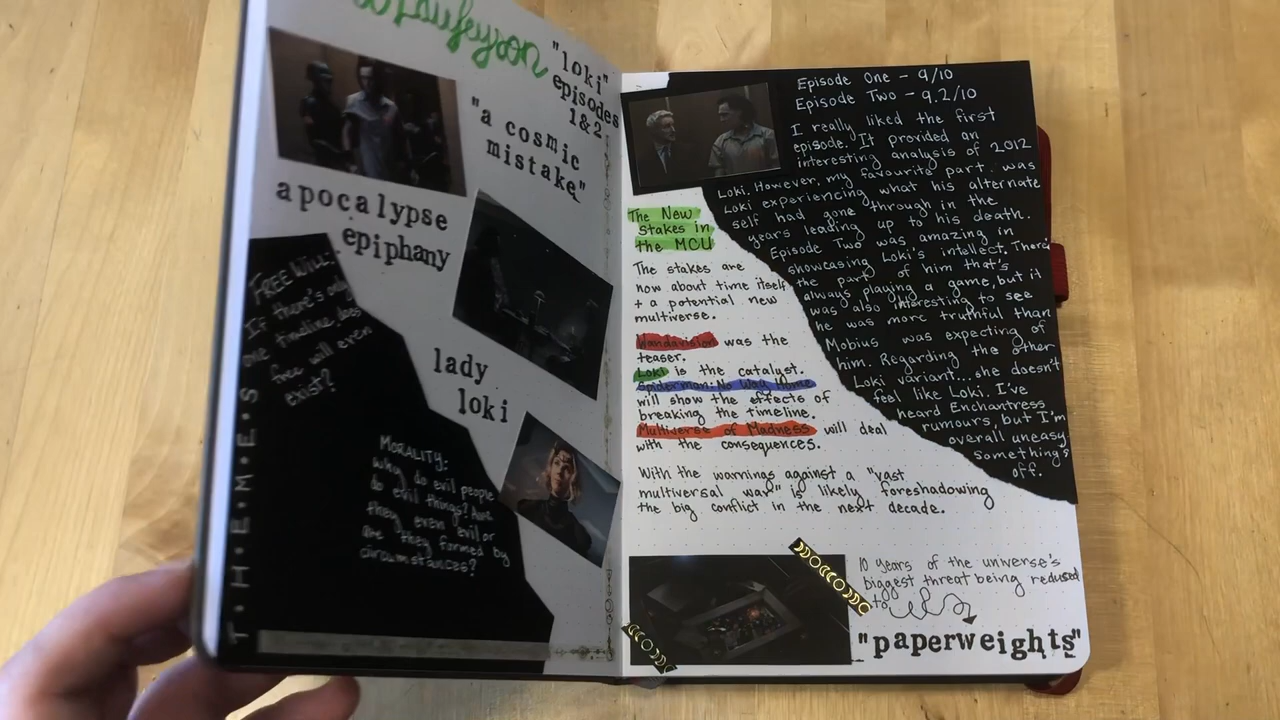 Laufeyson
"loki"
episodes
1&2
"a cosmic
mistake"
apocalypse
epiphany
FREE WILL:
If there's only
one timeline, does
free will even
exist?
lady
loki
MORALITY:
why do evil people
do evil things? Are
they even evil or
are they formed by
circumstances?
T•H•E•M•E•S
Episode One - 9/10
Episode Two - 9.2/10
I really liked the first
episode. It provided an
interesting analysis of 2012
Loki. However, my favourite part was
Loki experiencing what his alternate
self had gone through in the
years leading up to his death.
Episode Two was amazing in
showcasing Loki's intellect. There's
the part of him that's
always playing a game, but it
was also interesting to see
he was more truthful than
Mobius was expecting of
him. Regarding the other
Loki variant...she doesn't
feel like Loki. I've
heard Enchantress
rumours, but I'm
overall uneasy
something's
off.
The New
Stakes in
the MCU
The stakes are
now about time itself
+ a potential new
multiverse.
Wandavision was the
teaser.
Loki is the catalyst.
Spiderman: No Way Home
will show the effects of
breaking the timeline.
Multiverse of Madness will deal
with the consequences.
With the warnings against a "vast
multiversal war" is likely foreshadowing
the big conflict in the next decade.
10 years of the universe's
biggest threat being reduced
to
"paperweights"